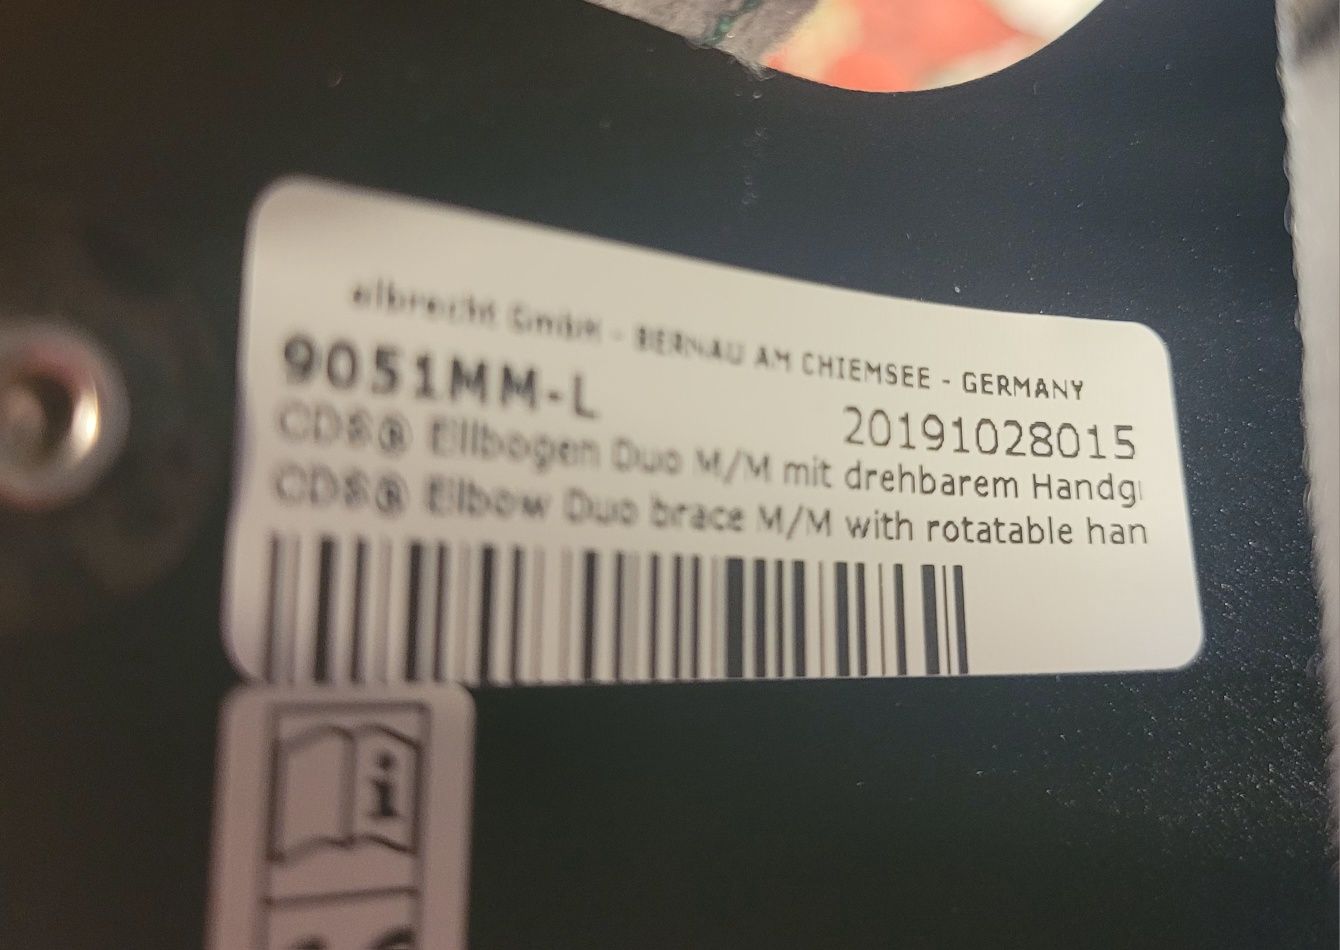 albrecht GmbH - BERNAU AM CHIEMSEE - GERMANY
9051MM-L
20191028015
CDS® Ellbogen Duo M/M mit drehbarem Handg
CDS® Elbow Duo brace M/M with rotatable han
i